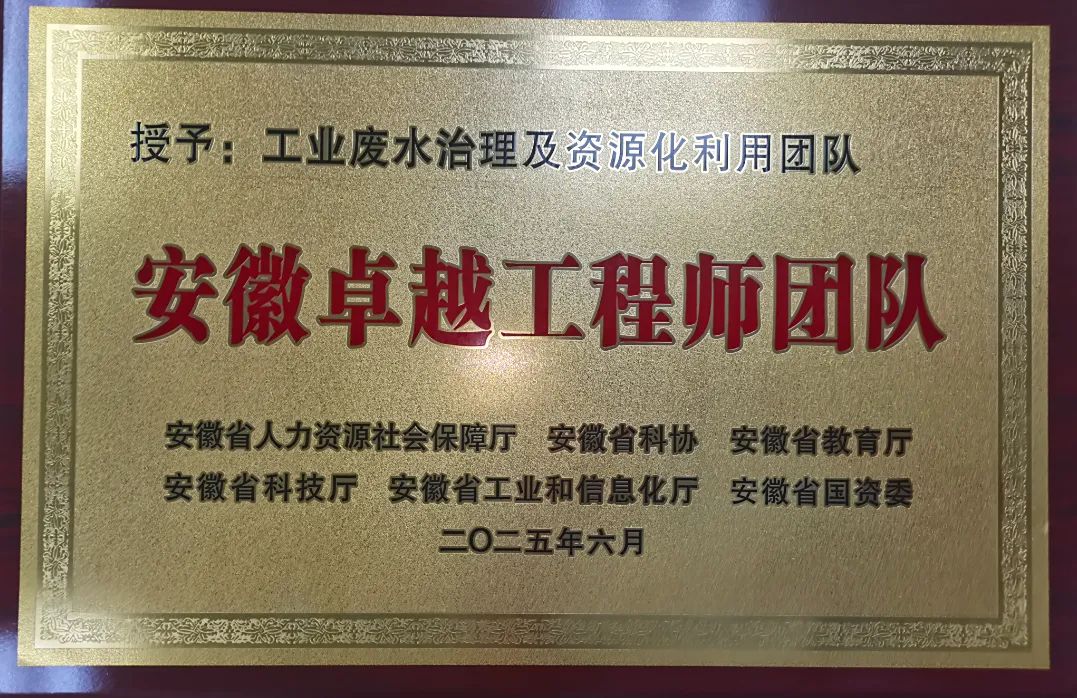 授予：工业废水治理及资源化利用团队
安徽卓越工程师团队
安徽省人力资源社会保障厅 安徽省科协 安徽省教育厅
安徽省科技厅 安徽省工业和信息化厅 安徽省国资委
二〇二五年六月